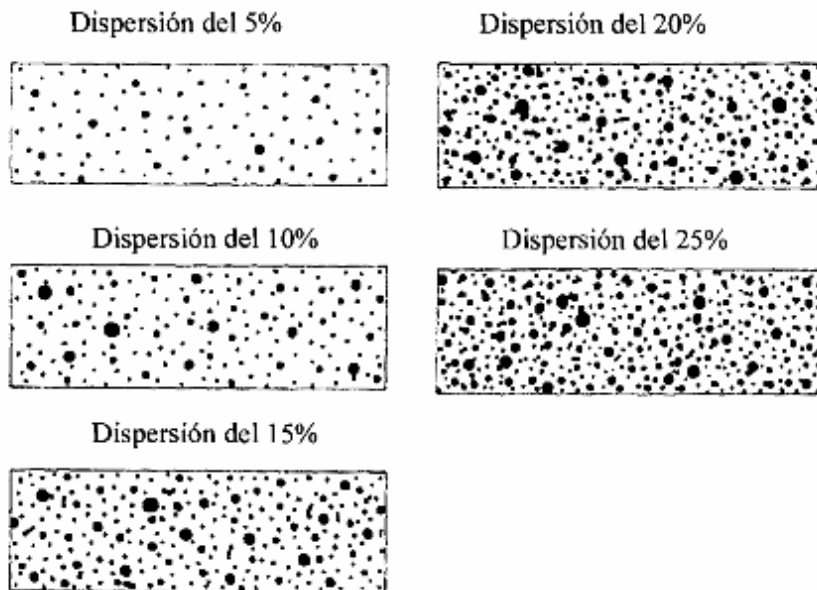 Dispersión del 5%
Dispersión del 20%
Dispersión del 10%
Dispersión del 25%
Dispersión del 15%